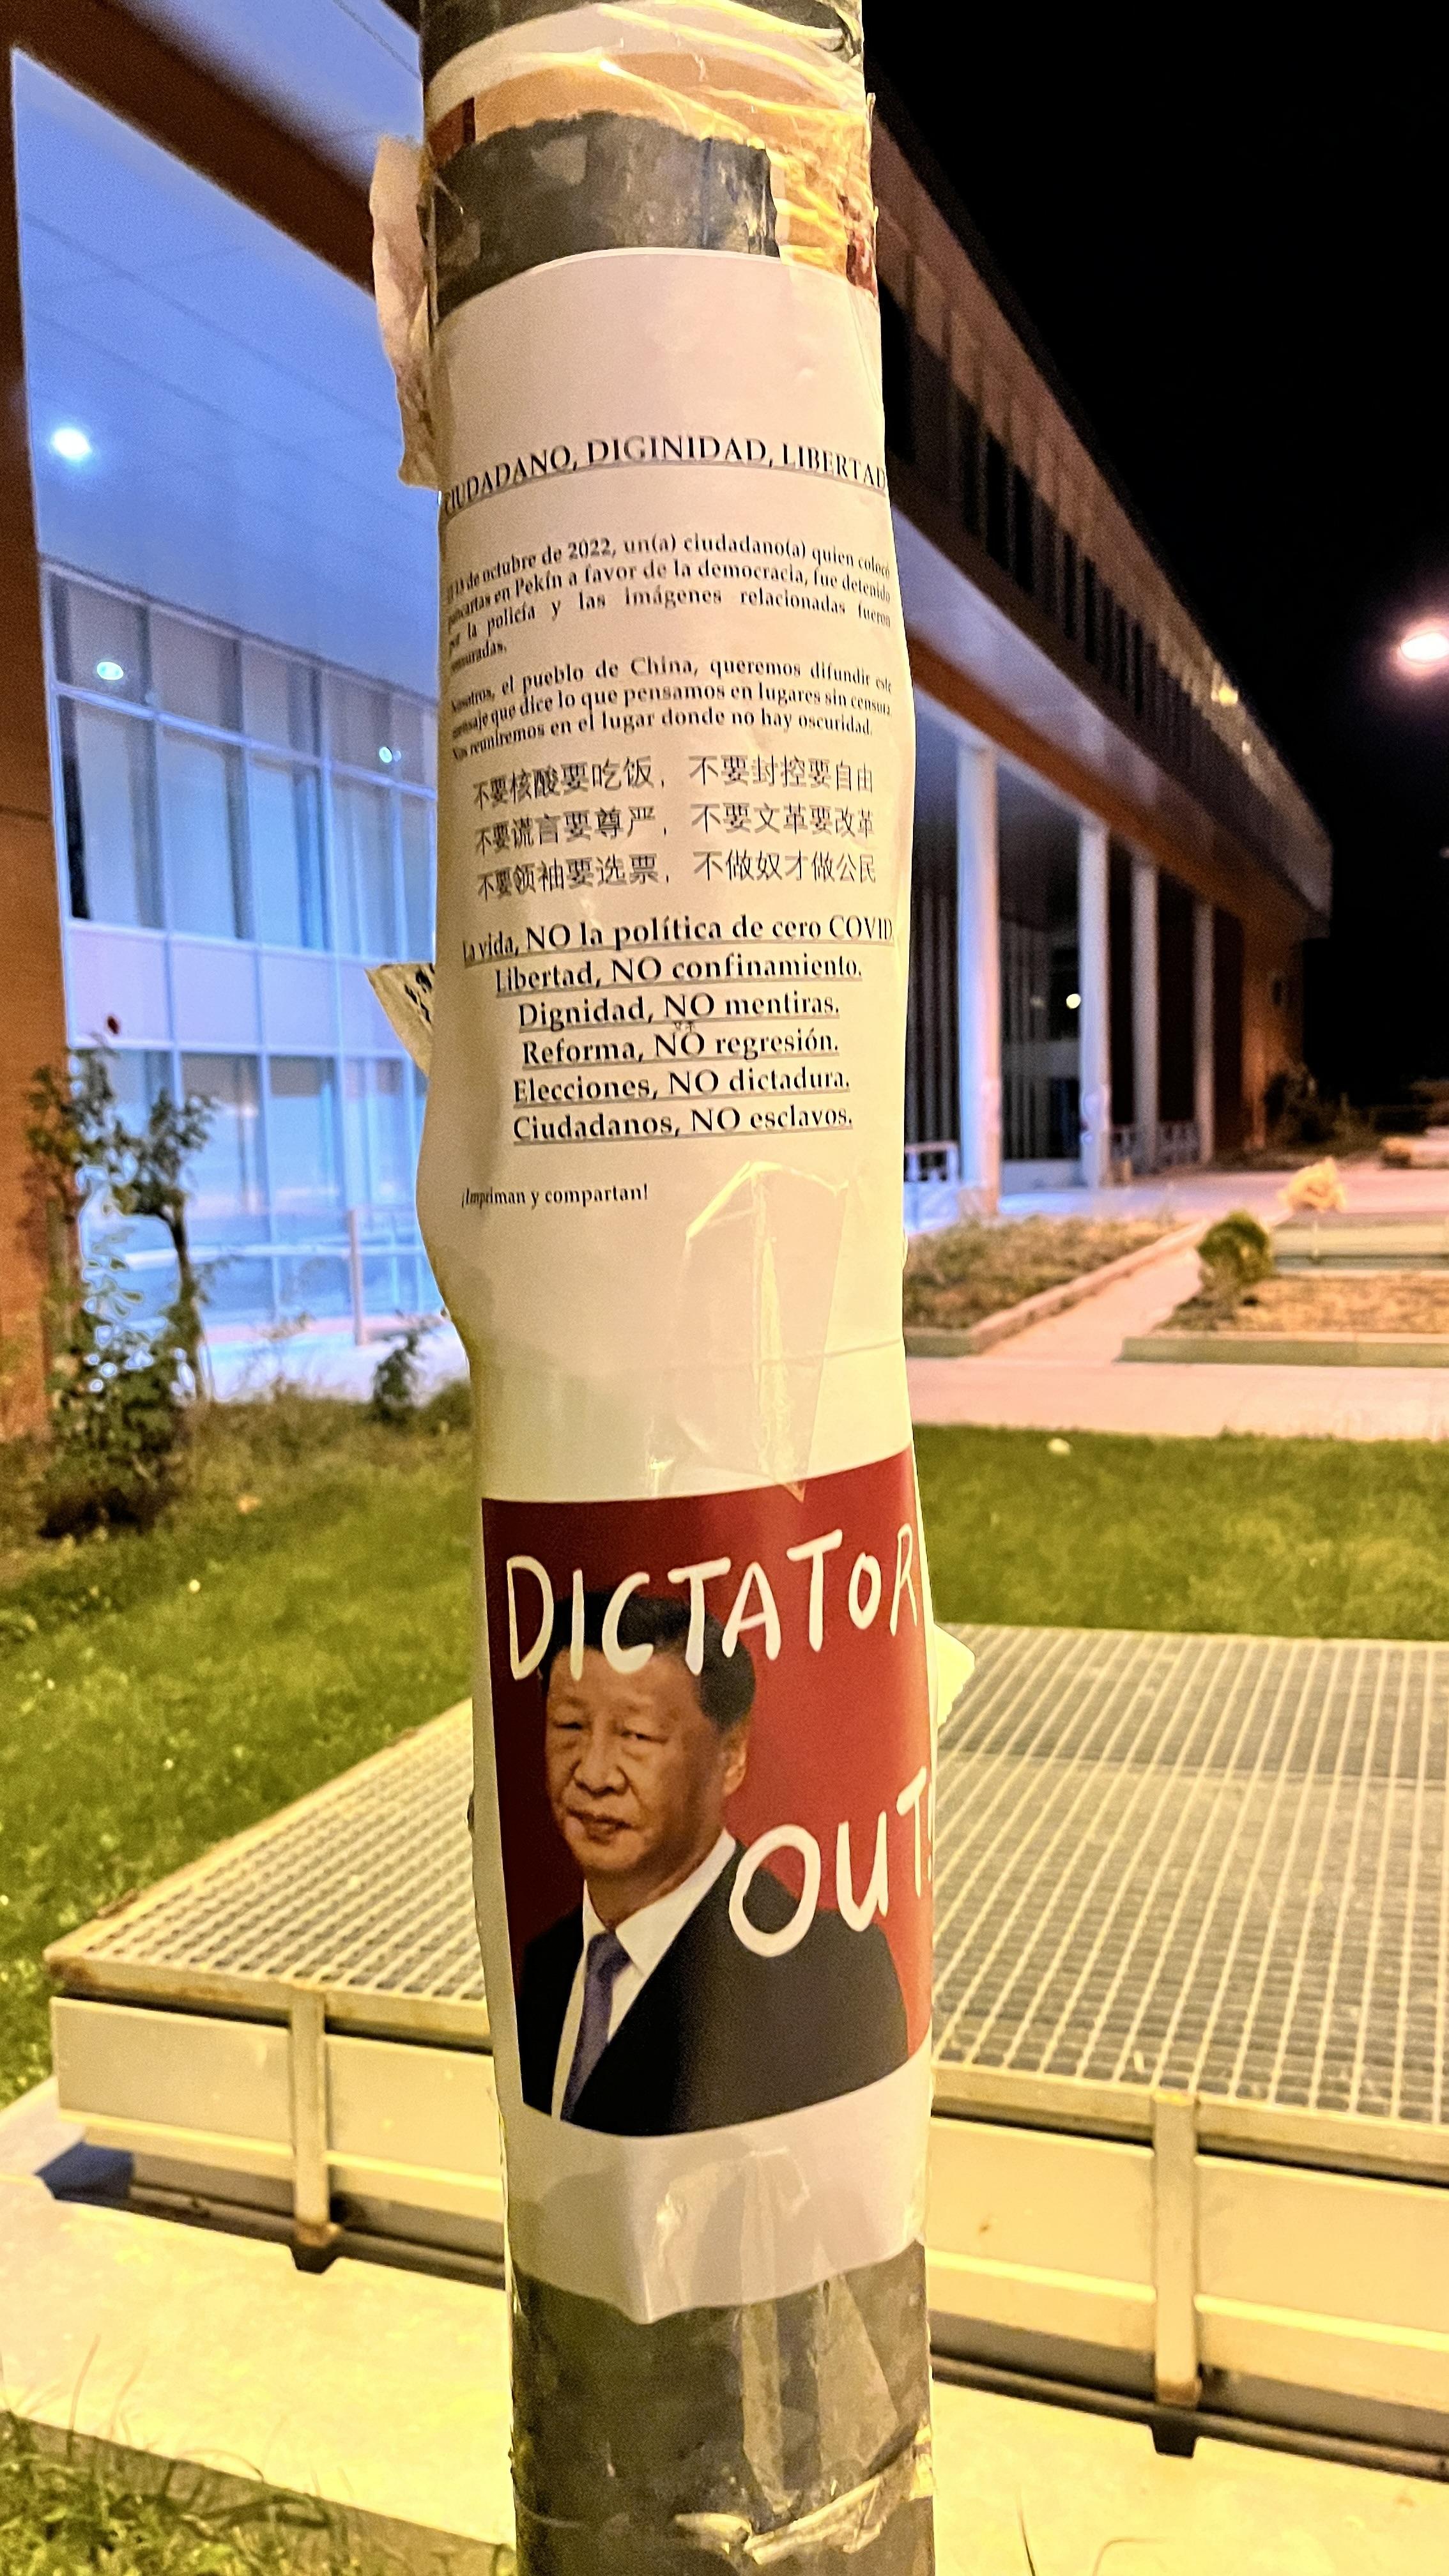 CIUDADANO, DIGINIDAD, LIBERTAD
13 de octubre de 2022, un(a) ciudadano(a) quien colocó
pancartas en Pekín a favor de la democracia, fue detenido
por la policía y las imágenes relacionadas fueron
censuradas.
Nosotros, el pueblo de China, queremos difundir este
mensaje que dice lo que pensamos en lugares sin censura.
Nos reuniremos en el lugar donde no hay oscuridad.
不要核酸要吃饭，不要封控要自由
不要谎言要尊严，不要文革要改革
不要领袖要选票，不做奴才做公民
La vida, NO la política de cero COVID
Libertad, NO confinamiento.
Dignidad, NO mentiras.
Reforma, NO regresión.
Elecciones, NO dictadura.
Ciudadanos, NO esclavos.
¡Impriman y compartan!
DICTATOR
OUT!